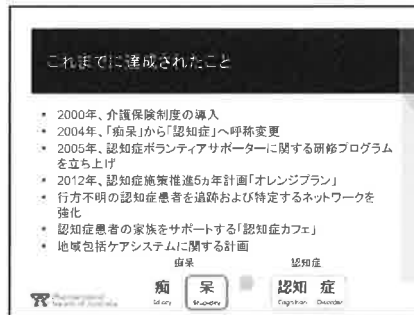 これまでに達成されたこと
• 2000年、介護保険制度の導入
• 2004年、「痴呆」から「認知症」へ呼称変更
• 2005年、認知症ボランティアサポーターに関する研修プログラム
を立ち上げ
• 2012年、認知症施策推進5ヵ年計画「オレンジプラン」
• 行方不明の認知症患者を追跡および特定するネットワークを
強化
• 認知症患者の家族をサポートする「認知症カフェ」
• 地域包括ケアシステムに関する計画
痴呆 認知症
痴 呆 認知 症
Idiocy Stupidity Cognition Disorder